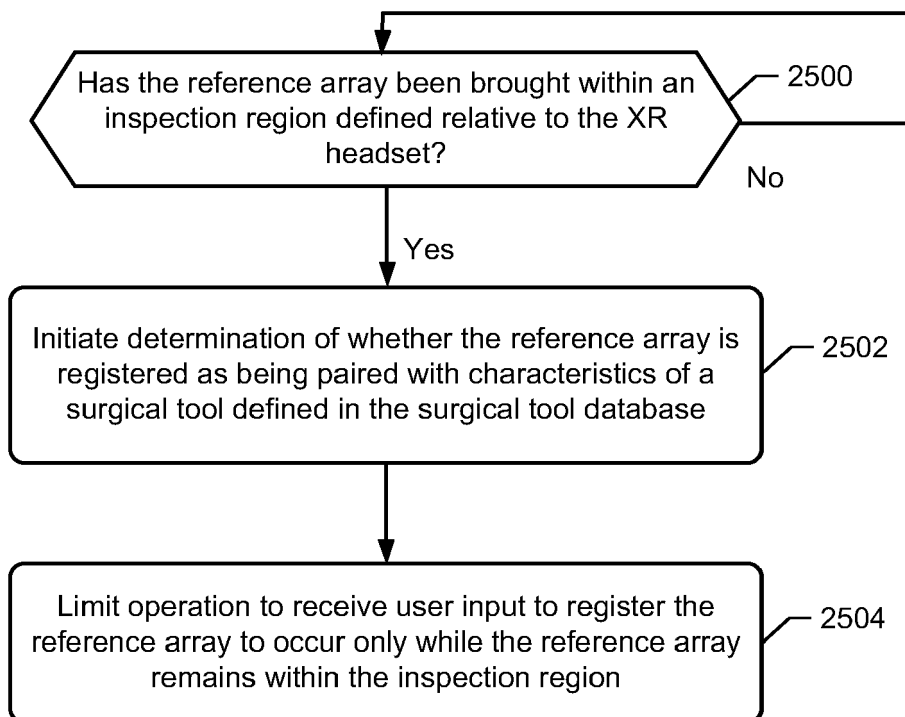 Has the reference array been brought within an
inspection region defined relative to the XR
headset?
2500
No
Yes
Initiate determination of whether the reference array is
registered as being paired with characteristics of a
surgical tool defined in the surgical tool database
2502
Limit operation to receive user input to register the
reference array to occur only while the reference array
remains within the inspection region
2504